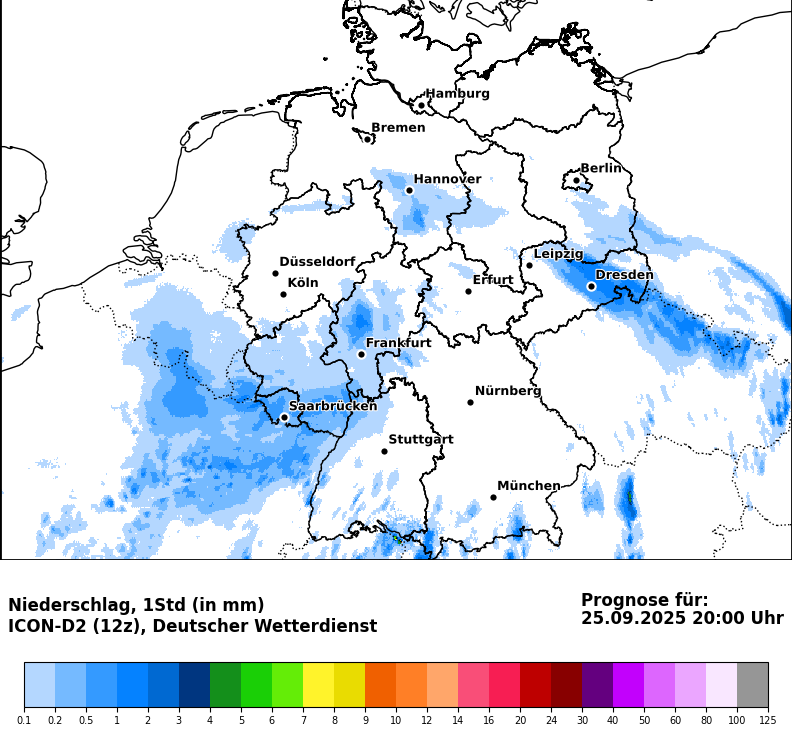 Hamburg
Bremen
Berlin
Hannover
Leipzig
Düsseldorf
Dresden
Köln
Erfurt
Frankfurt
Nürnberg
Saarbrücken
Stuttgart
München
Niederschlag, 1Std (in mm)
ICON-D2 (12z), Deutscher Wetterdienst
Prognose für:
25.09.2025 20:00 Uhr
0.1 0.2 0.5 1 2 3 4 5 6 7 8 9 10 12 14 16 20 24 30 40 50 60 80 100 125